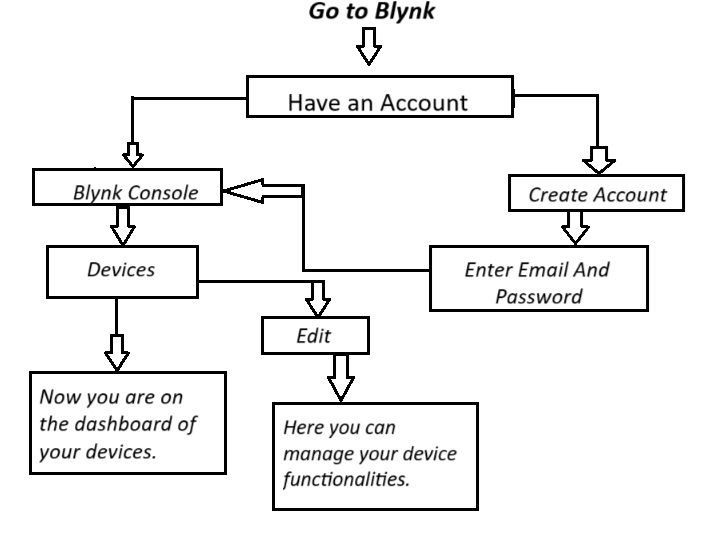 Go to Blynk
Have an Account
Blynk Console
Create Account
Devices
Enter Email And
Password
Edit
Now you are on
the dashboard of
your devices.
Here you can
manage your device
functionalities.